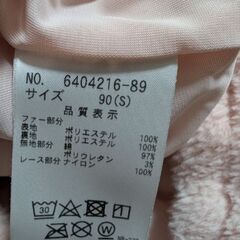 NO. 6404216-89
サイズ 90(S)
品質表示
ファー部分
表地 ポリエステル 100%
裏地 ポリエステル 100%
無地部分 綿 97%
ポリウレタン 3%
レース部分 ナイロン 100%
30